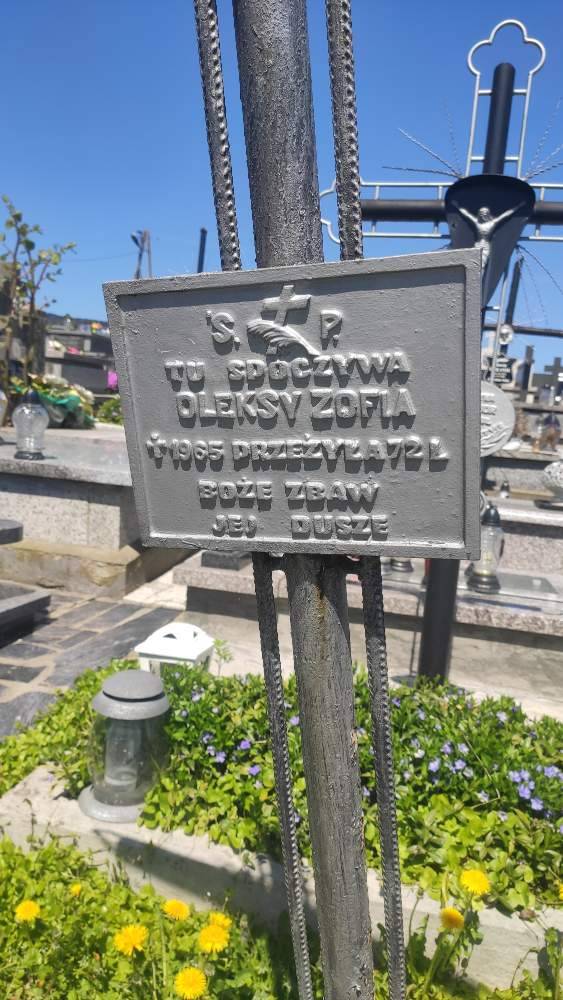 Ś. P.
TU SPOCZYWA
OLEKSY ZOFIA
✝1965 PRZEŻYŁA 72 L
BOŻE ZBAW
JEJ DUSZE